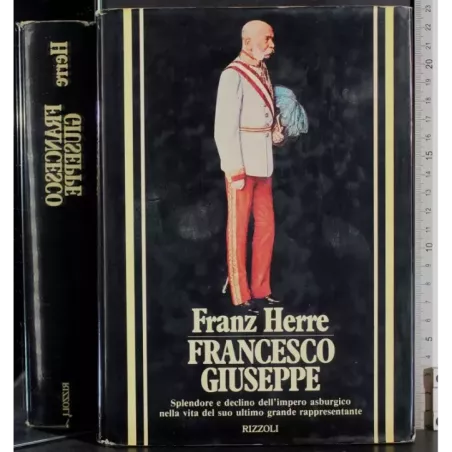 Herre
FRANCESCO
GIUSEPPE
RIZZOLI
Franz Herre
FRANCESCO
GIUSEPPE
Splendore e declino dell'impero asburgico
nella vita del suo ultimo grande rappresentante
RIZZOLI